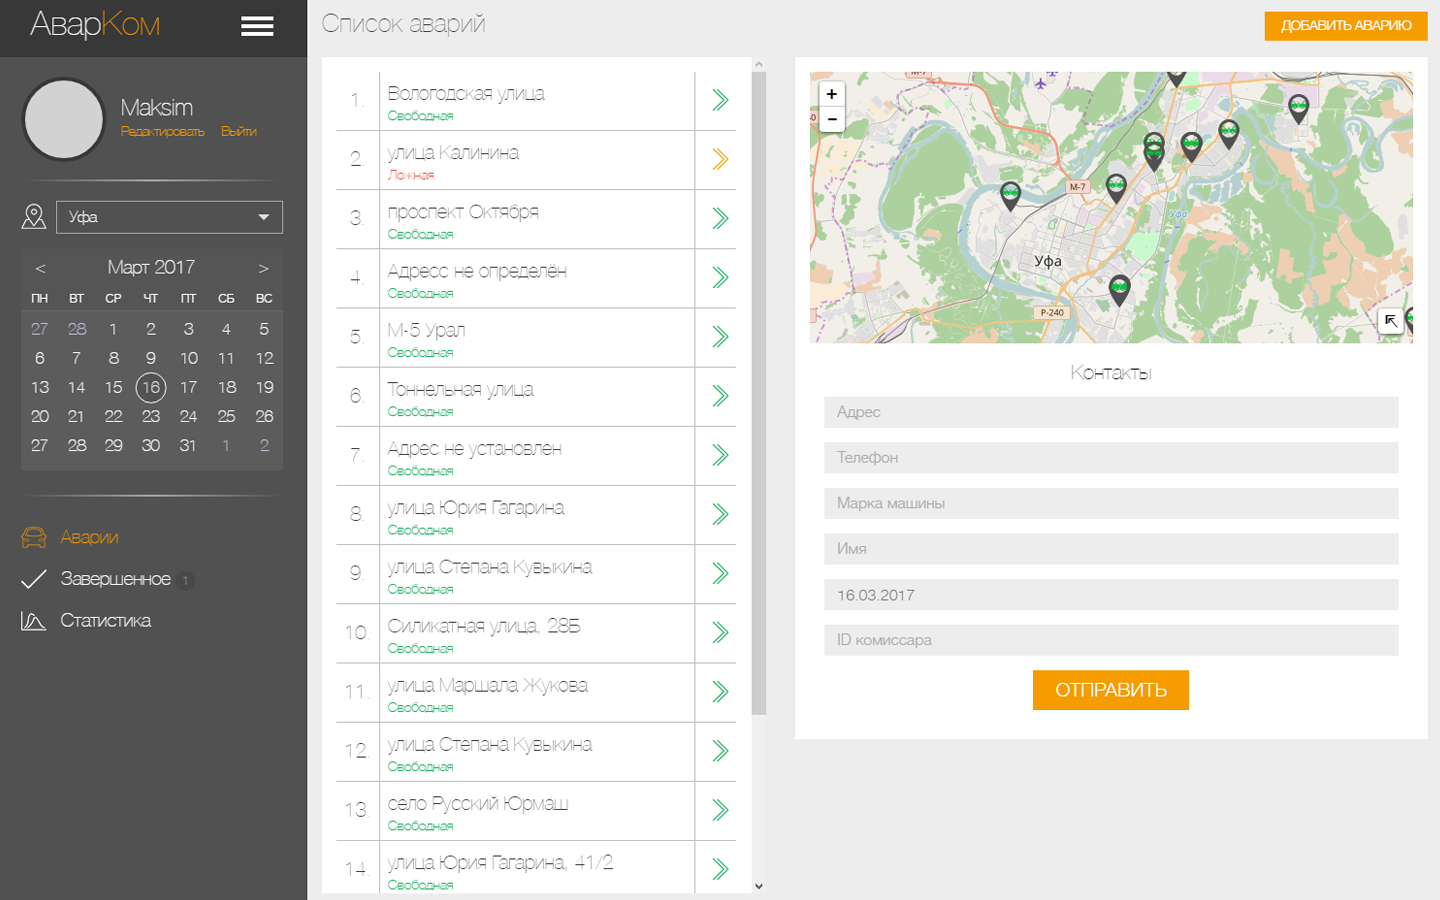 АварКом
Maksim
Редактировать Выйти
Уфа
< Март 2017 >
ПН ВТ СР ЧТ ПТ СБ ВС
27 28 1 2 3 4 5
6 7 8 9 10 11 12
13 14 15 16 17 18 19
20 21 22 23 24 25 26
27 28 29 30 31 1 2
Аварии
Завершенное 1
Статистика
Список аварий
ДОБАВИТЬ АВАРИЮ
1. Вологодская улица
Свободная
2. улица Калинина
Ложная
3. проспект Октября
Свободная
4. Адресс не определён
Свободная
5. М-5 Урал
Свободная
6. Тоннельная улица
Свободная
7. Адрес не установлен
Свободная
8. улица Юрия Гагарина
Свободная
9. улица Степана Кувыкина
Свободная
10. Силикатная улица, 28Б
Свободная
11. улица Маршала Жукова
Свободная
12. улица Степана Кувыкина
Свободная
13. село Русский Юрмаш
Свободная
14. улица Юрия Гагарина, 41/2
Свободная
+
-
М-7
М-7
Уфа
Уфа
Р-240
Контакты
Адрес
Телефон
Марка машины
Имя
16.03.2017
ID комиссара
ОТПРАВИТЬ